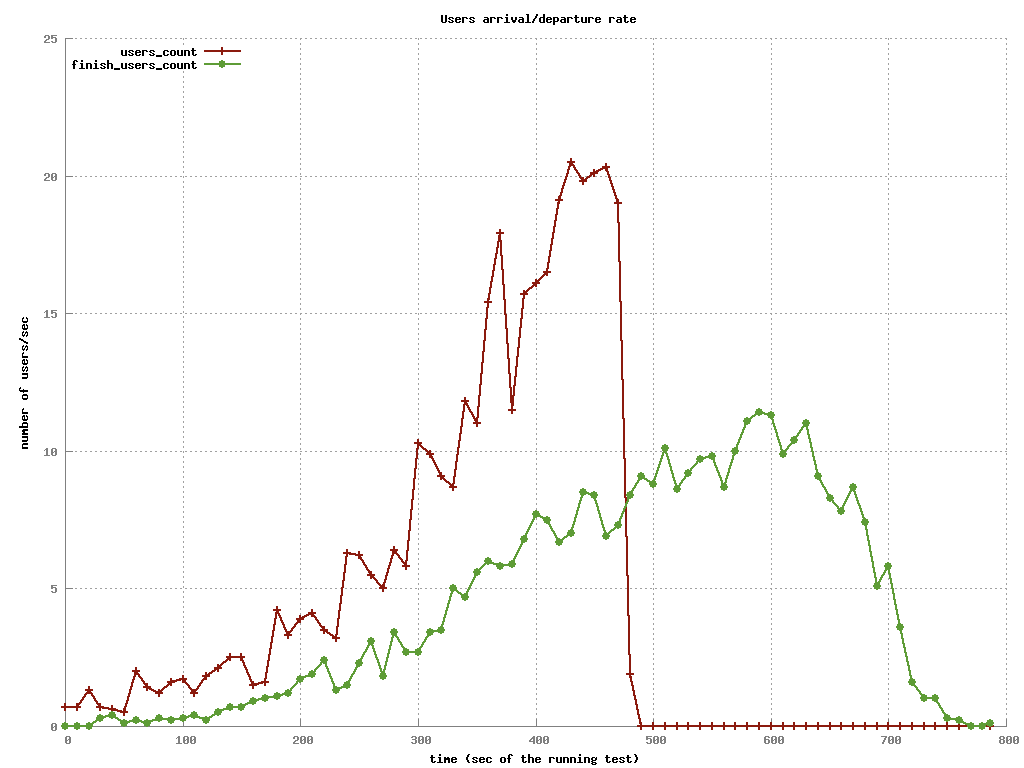 Users arrival/departure rate
25
users_count
finish_users_count
20
15
number of users/sec
10
5
0
0 100 200 300 400 500 600 700 800
time (sec of the running test)